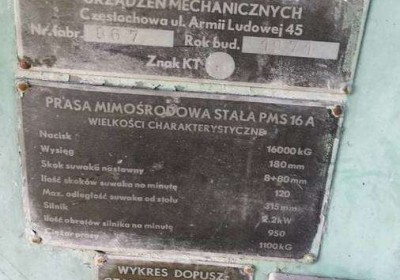 URZĄDZEŃ MECHANICZNYCH
Częstochowa ul. Armii Ludowej 45
Nr. fabr. 067 Rok bud.
Znak KT
PRASA MIMOŚRODOWA STAŁA PMS 16A
WIELKOŚCI CHARAKTERYSTYCZNE
Nacisk 16000 kG
Wysięg 180 mm
Skok suwaka nastawny 8÷80 mm
Ilość skoków suwaka na minutę 120
Max. odległość suwaka od stołu 315 mm
Silnik 2.2 kW
Ilość obrotów silnika na minutę 950
Ciężar prasy 1100 kG
WYKRES DOPUSZ